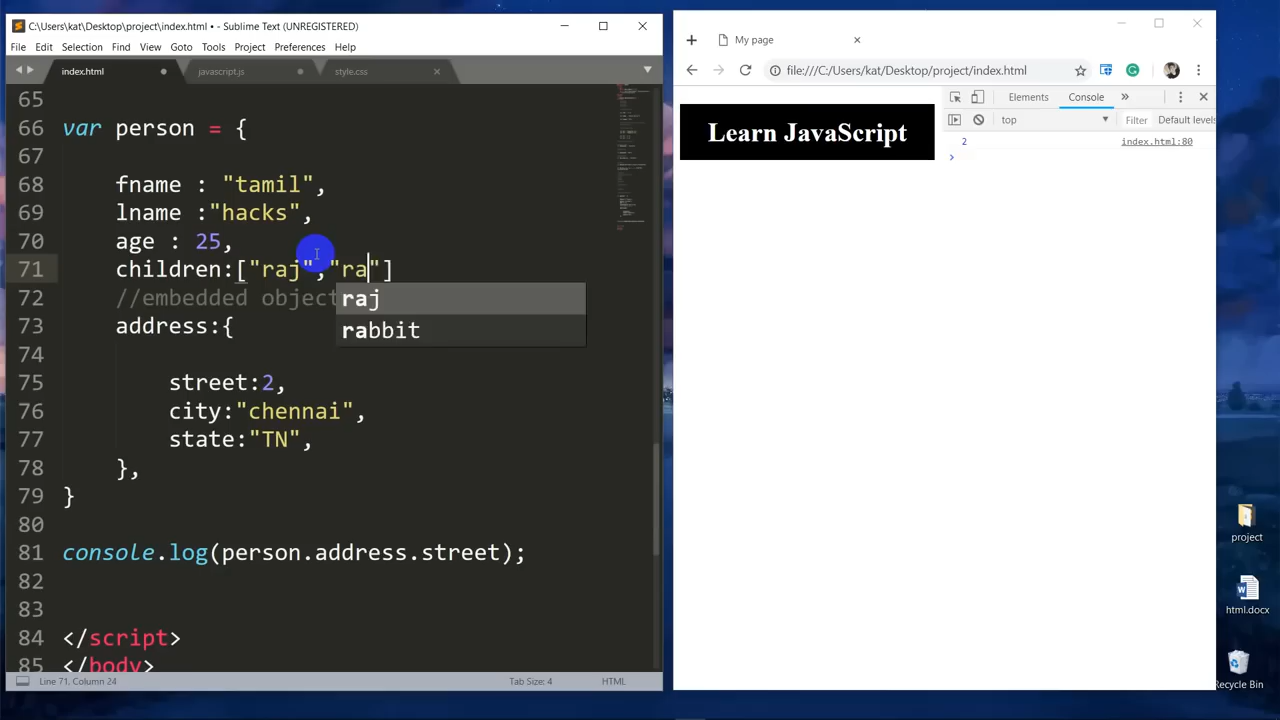 C:\Users\kat\Desktop\project\index.html • - Sublime Text (UNREGISTERED)
File Edit Selection Find View Goto Tools Project Preferences Help
index.html javascript.js style.css
65
66 var person = {
67
68 fname : "tamil",
69 lname :"hacks",
70 age : 25,
71 children:["raj","ra"]
72 //embedded object
raj
rabbit
73 address:{
74
75 street:2,
76 city:"chennai",
77 state:"TN",
78 },
79 }
80
81 console.log(person.address.street);
82
83
84 </script>
85 </body>
Line 71, Column 24 Tab Size: 4 HTML
My page
file:///C:/Users/kat/Desktop/project/index.html
Elements Console »
top Filter Default levels
Learn JavaScript
2 index.html:80
project
html.docx
Recycle Bin